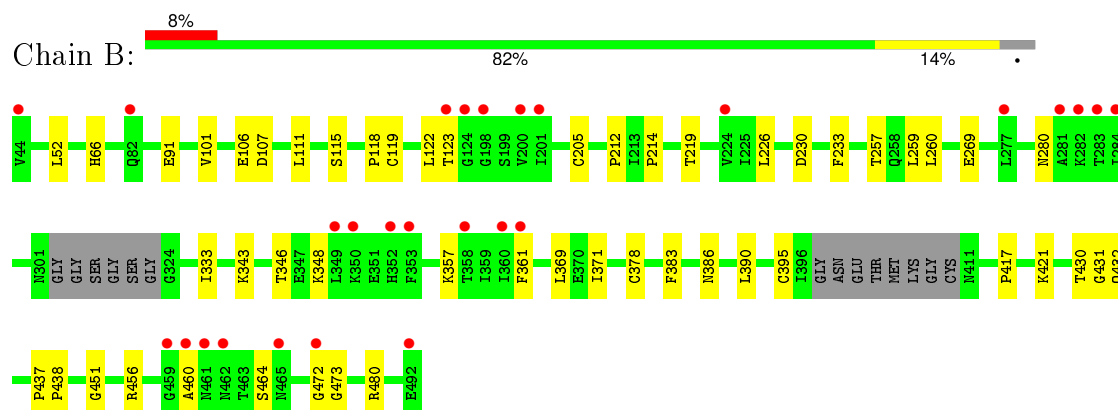 8%
Chain B:
82% 14%
V44 L52 H66 Q82 E91 V101 E106 D107 L111 S115 P118 C119 L122 T123 G124 G198 S199 V200 I201 C205 P212 I213 P214 T219 V224 I225 L226 D230 F233 T257 Q258 L259 L260 E269 L277 N280 A281 K282 T283 I284
N301 GLY GLY SER GLY SER GLY G324 I333 K343 T346 E347 K348 L349 K350 E351 H352 F353 K357 T358 I359 I360 F361 L369 E370 I371 C378 F383 N386 L390 C395 I396 GLY ASN GLU THR MET LYS GLY CYS N411 P417 K421 T430 G431 Q432
P437 P438 G451 R456 G459 A460 N461 N462 T463 S464 N465 G472 G473 R480 E492